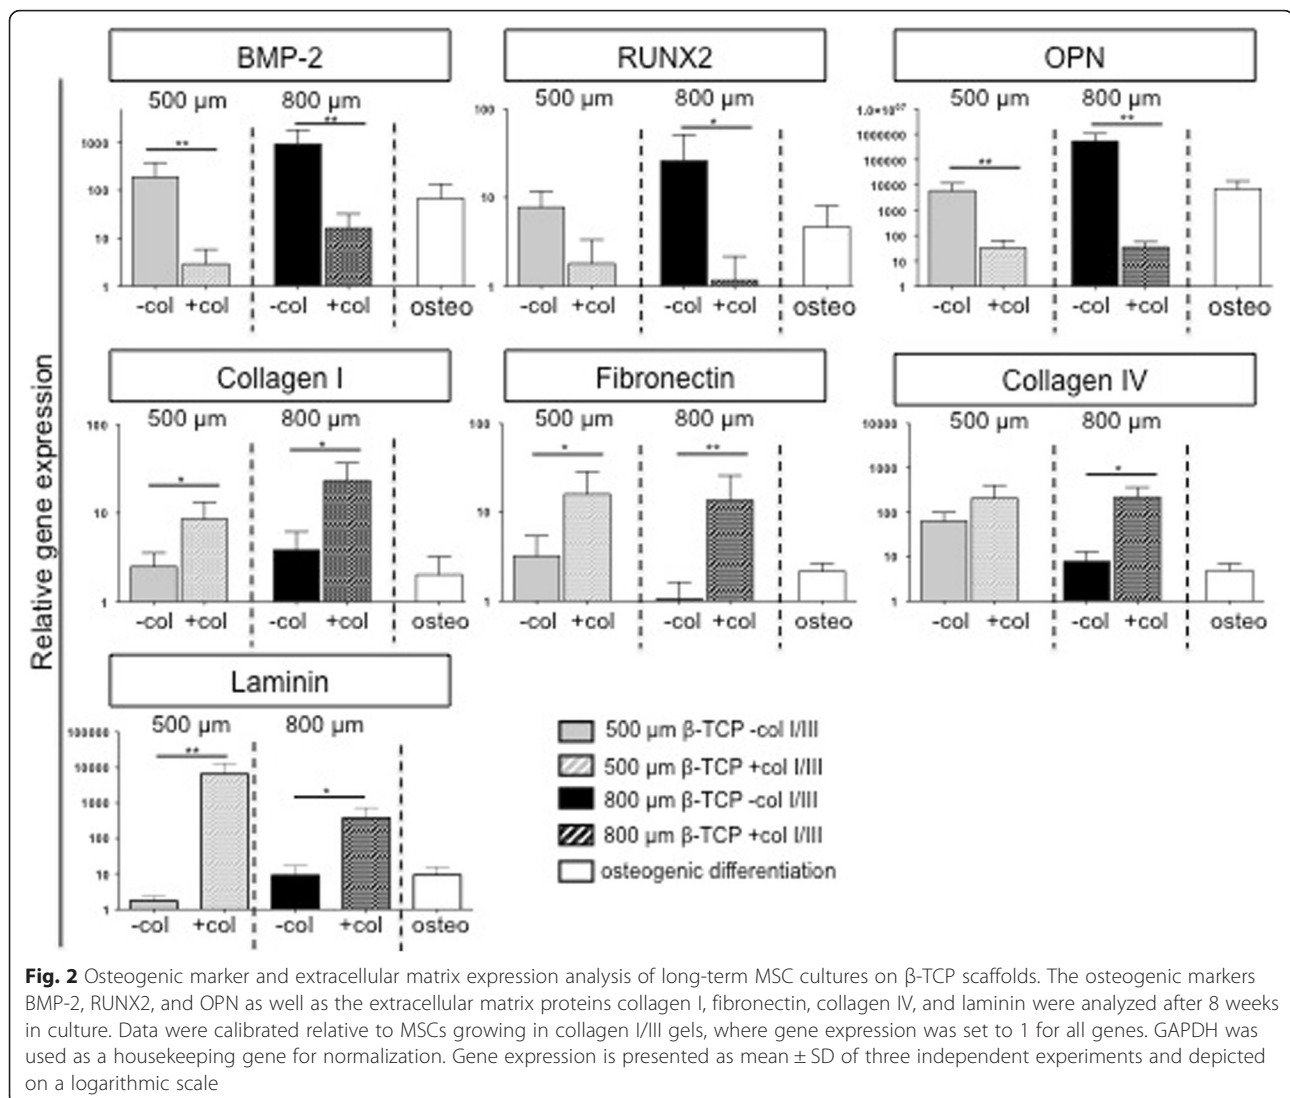 BMP-2
RUNX2
OPN
500 µm
800 µm
500 µm
800 µm
500 µm
800 µm
1000
100
10
1
**
**
-col
+col
-col
+col
osteo
100
10
1
*
-col
+col
-col
+col
osteo
1.0×10⁰⁷
1000000
100000
10000
1000
100
10
1
**
**
-col
+col
-col
+col
osteo
Relative gene expression
Collagen I
Fibronectin
Collagen IV
500 µm
800 µm
500 µm
800 µm
500 µm
800 µm
100
10
1
*
*
-col
+col
-col
+col
osteo
100
10
1
*
**
-col
+col
-col
+col
osteo
10000
1000
100
10
1
*
-col
+col
-col
+col
osteo
Laminin
500 µm
800 µm
100000
10000
1000
100
10
1
**
*
-col
+col
-col
+col
osteo
500 µm β-TCP -col I/III
500 µm β-TCP +col I/III
800 µm β-TCP -col I/III
800 µm β-TCP +col I/III
osteogenic differentiation
Fig. 2 Osteogenic marker and extracellular matrix expression analysis of long-term MSC cultures on β-TCP scaffolds. The osteogenic markers
BMP-2, RUNX2, and OPN as well as the extracellular matrix proteins collagen I, fibronectin, collagen IV, and laminin were analyzed after 8 weeks
in culture. Data were calibrated relative to MSCs growing in collagen I/III gels, where gene expression was set to 1 for all genes. GAPDH was
used as a housekeeping gene for normalization. Gene expression is presented as mean ± SD of three independent experiments and depicted
on a logarithmic scale